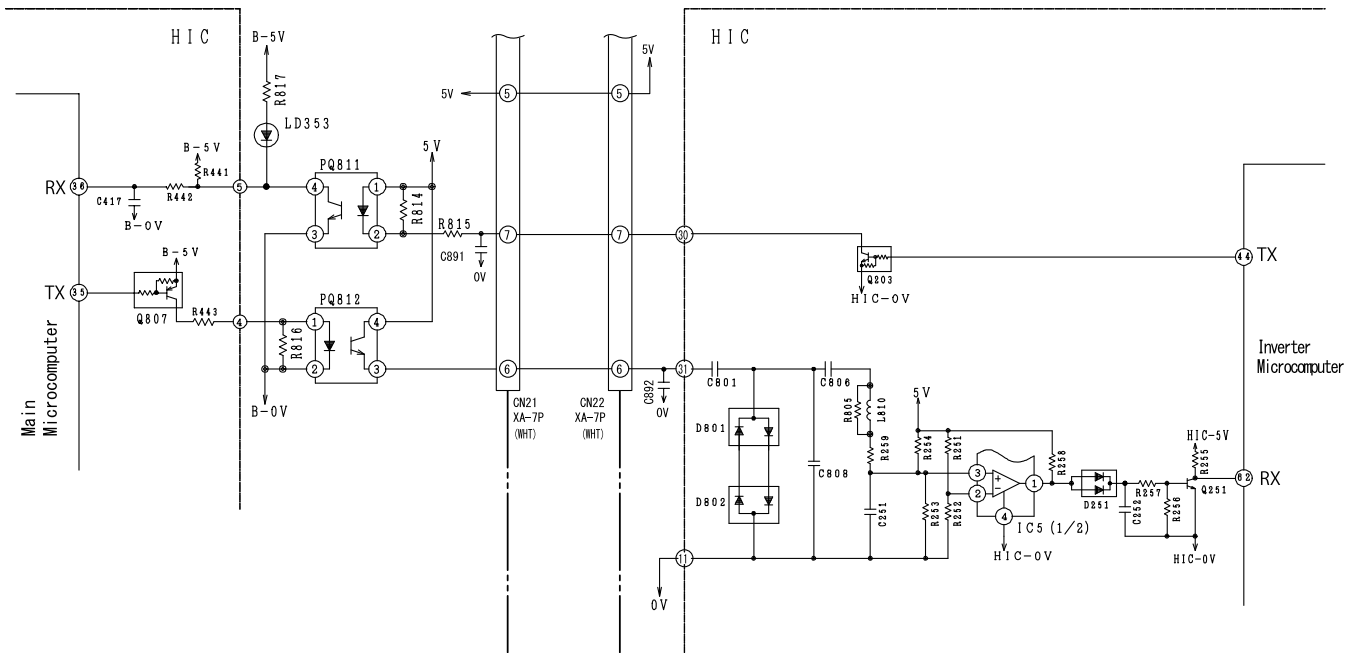 HIC
B-5V
R817
LD353
B-5V
R441
RX
36
R442
C417
B-0V
5
B-5V
TX
35
Q807
R443
4
Main
Microcomputer
PQ811
4
1
3
2
5V
R814
R815
C891
0V
PQ812
1
4
2
3
R816
B-0V
5V
5
7
6
CN21
XA-7P
(WHT)
5V
5
7
6
CN22
XA-7P
(WHT)
C892
0V
HIC
30
31
11
0V
Q203
HIC-0V
44
TX
C801
C806
D801
D802
C808
R805
L810
R259
C251
5V
R254
R251
R253
R252
3
2
1
4
IC5(1/2)
HIC-0V
R258
D251
C252
R257
R256
HIC-5V
R255
Q251
HIC-0V
62
RX
Inverter
Microcomputer